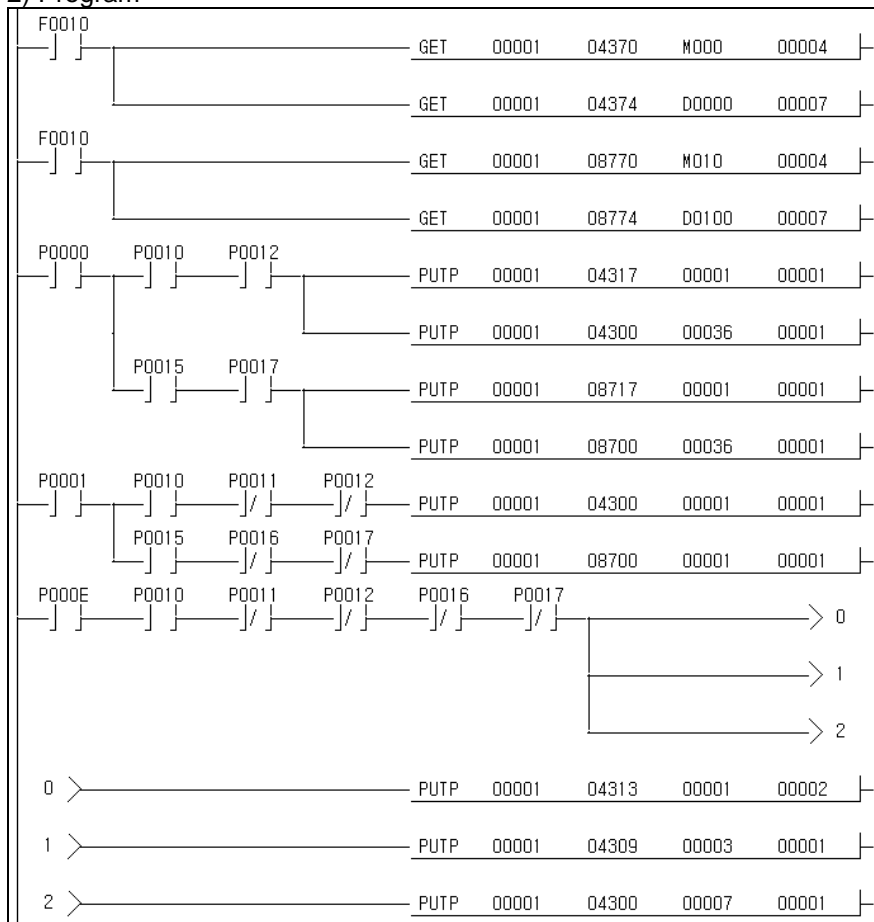 2) Program
F0010
GET 00001 04370 M000 00004
GET 00001 04374 D0000 00007
F0010
GET 00001 08770 M010 00004
GET 00001 08774 D0100 00007
P0000 P0010 P0012
PUTP 00001 04317 00001 00001
PUTP 00001 04300 00036 00001
P0015 P0017
PUTP 00001 08717 00001 00001
PUTP 00001 08700 00036 00001
P0001 P0010 P0011 P0012
PUTP 00001 04300 00001 00001
P0015 P0016 P0017
PUTP 00001 08700 00001 00001
P000E P0010 P0011 P0012 P0016 P0017
0
1
2
0 PUTP 00001 04313 00001 00002
1 PUTP 00001 04309 00003 00001
2 PUTP 00001 04300 00007 00001